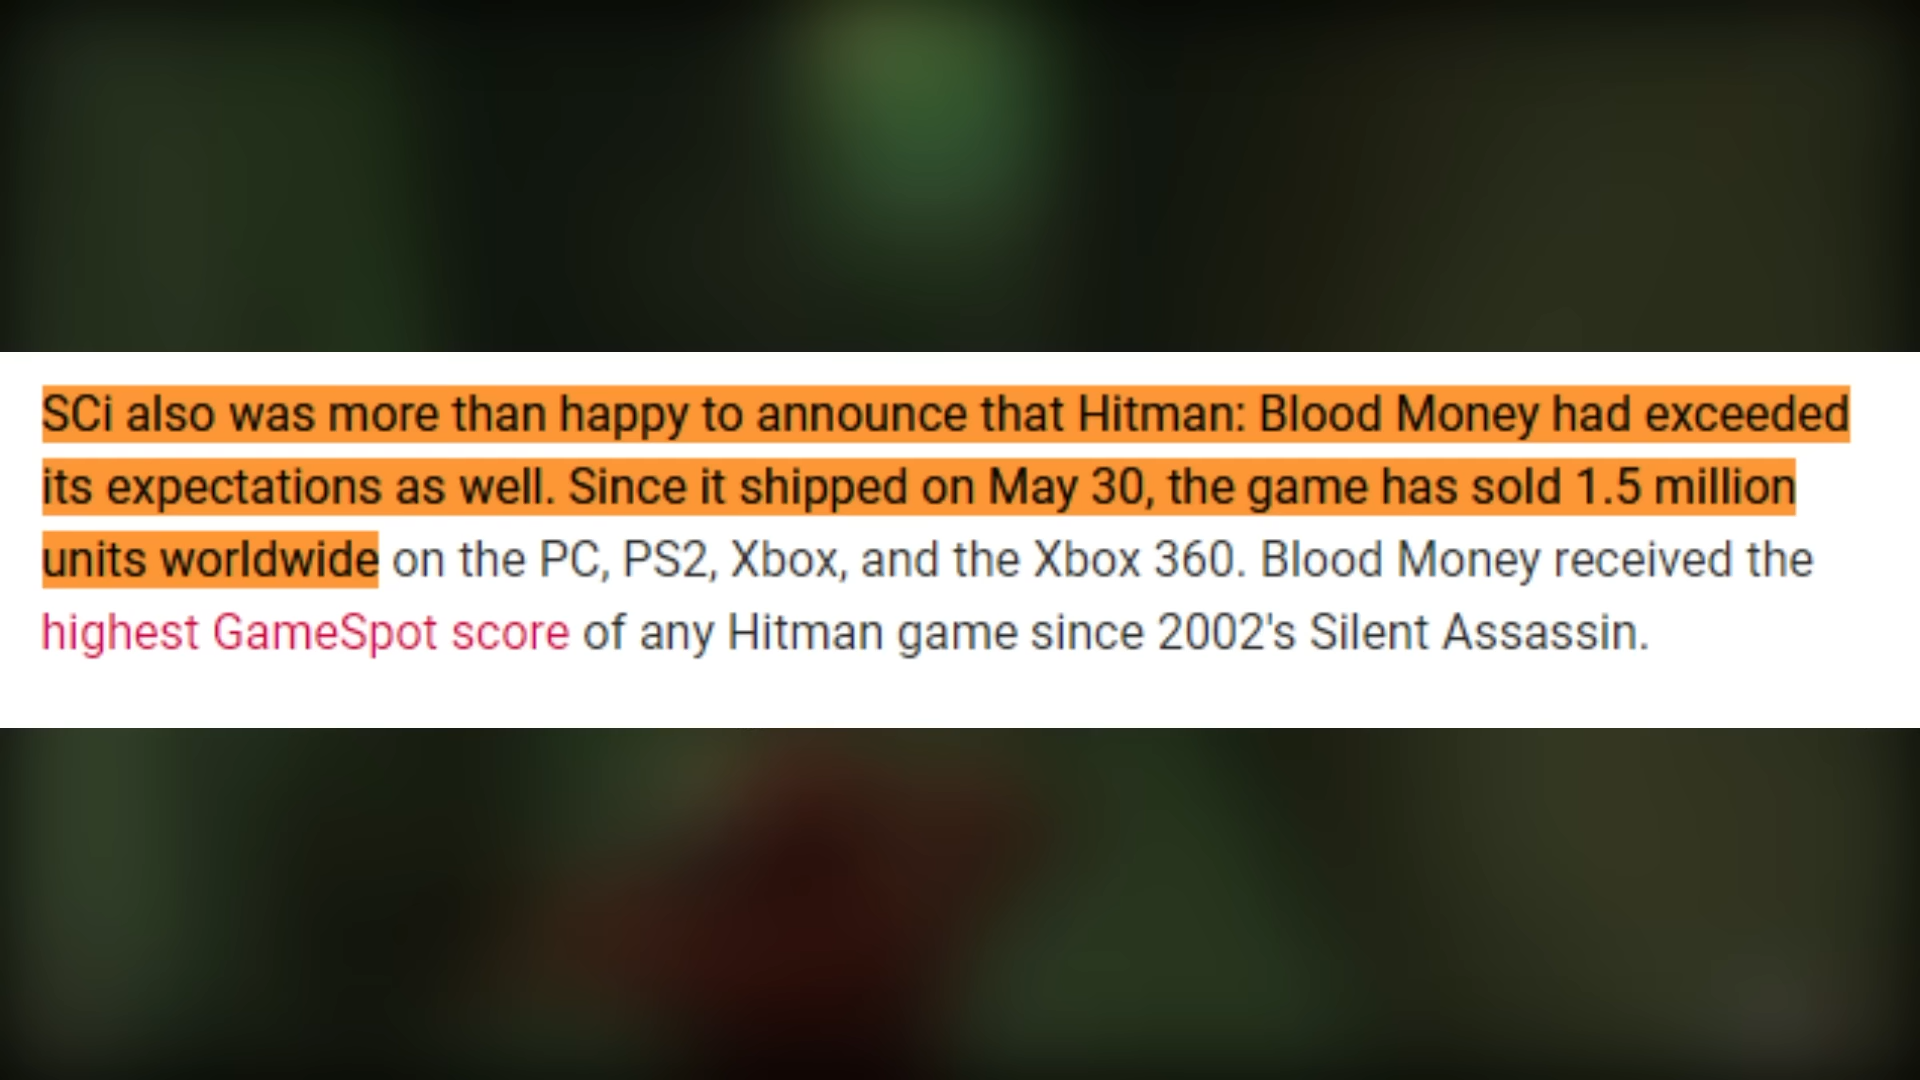 SCi also was more than happy to announce that Hitman: Blood Money had exceeded
its expectations as well. Since it shipped on May 30, the game has sold 1.5 million
units worldwide on the PC, PS2, Xbox, and the Xbox 360. Blood Money received the
highest GameSpot score of any Hitman game since 2002's Silent Assassin.